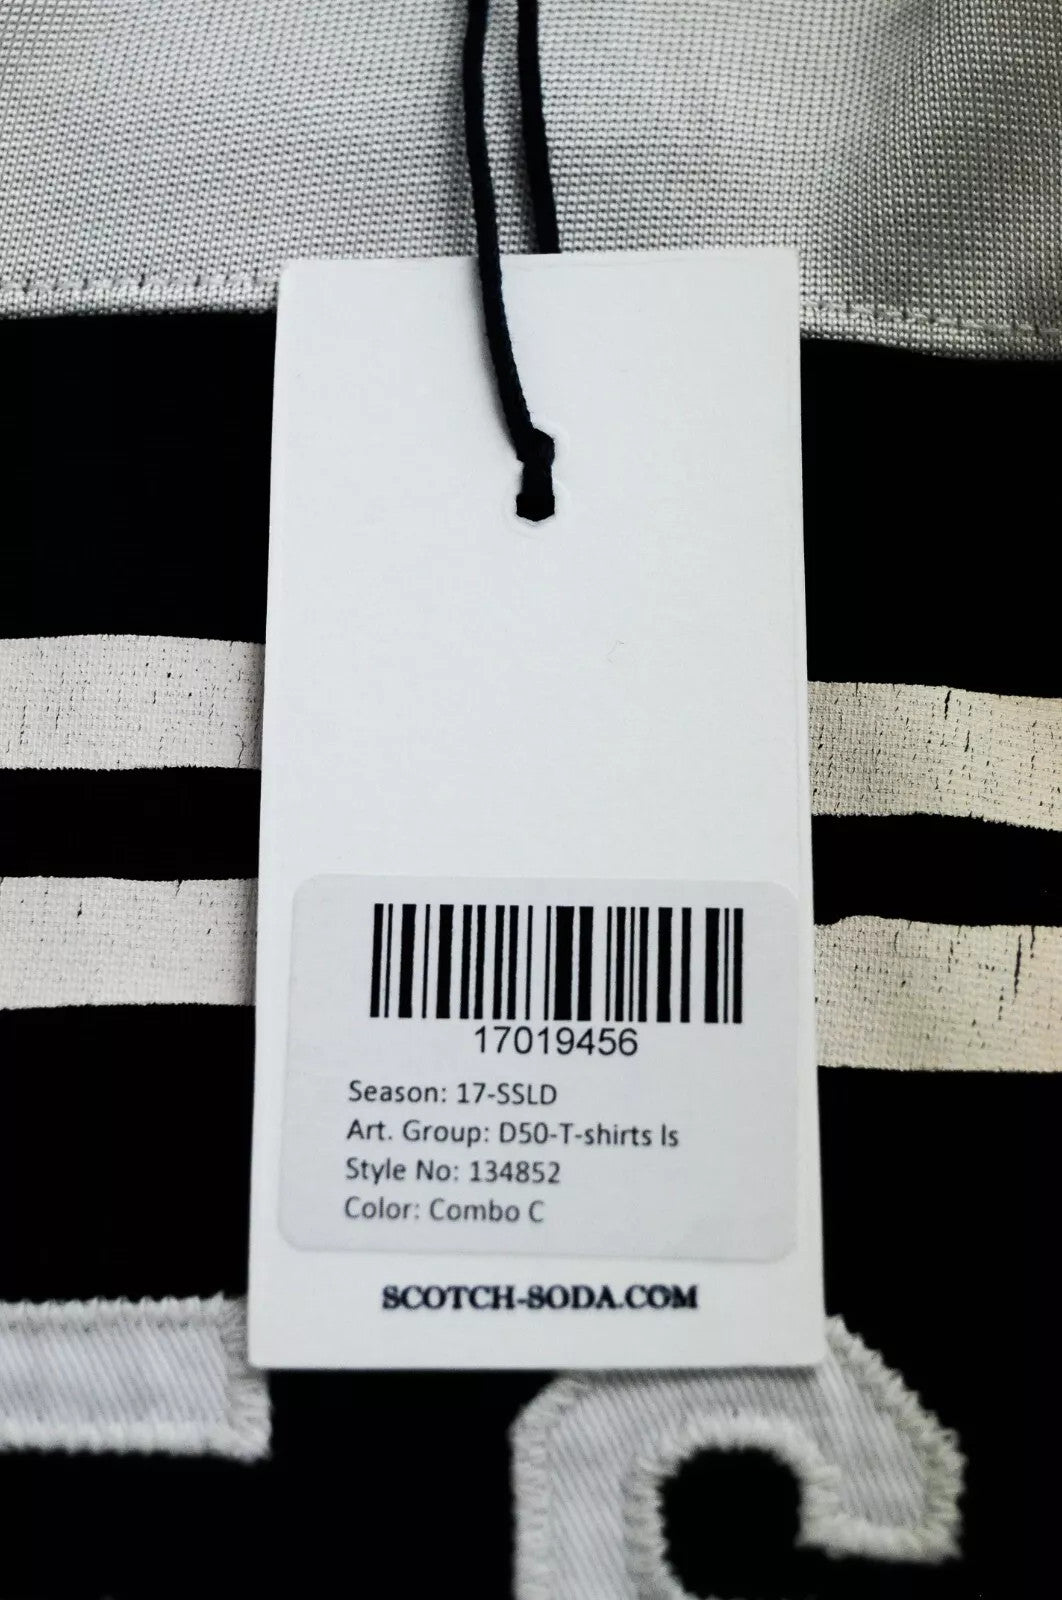 17019456
Season: 17-SSLD
Art. Group: D50-T-shirts ls
Style No: 134852
Color: Combo C
SCOTCH-SODA.COM